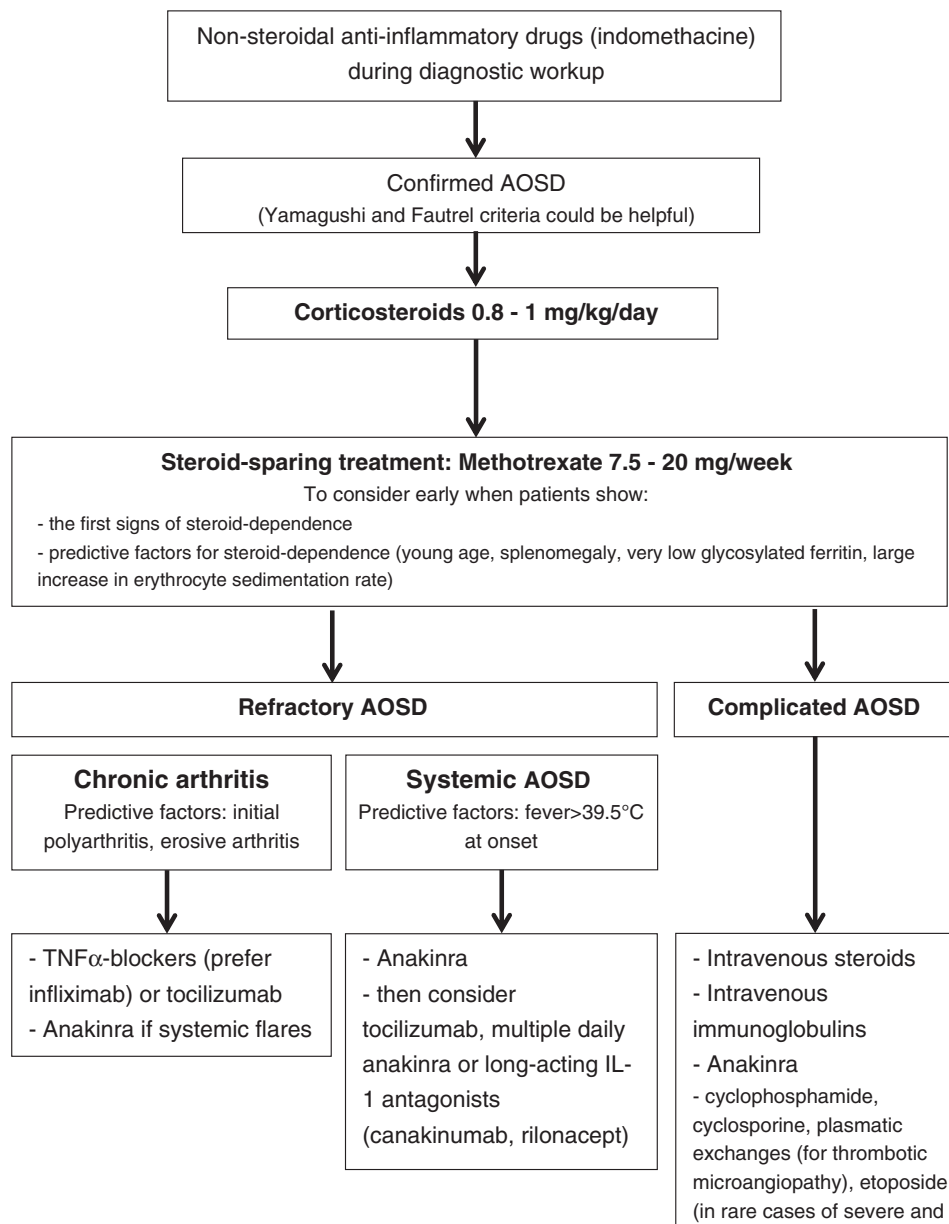 Non-steroidal anti-inflammatory drugs (indomethacine)
during diagnostic workup
Confirmed AOSD
(Yamagushi and Fautrel criteria could be helpful)
Corticosteroids 0.8 - 1 mg/kg/day
Steroid-sparing treatment: Methotrexate 7.5 - 20 mg/week
To consider early when patients show:
- the first signs of steroid-dependence
- predictive factors for steroid-dependence (young age, splenomegaly, very low glycosylated ferritin, large
increase in erythrocyte sedimentation rate)
Refractory AOSD
Complicated AOSD
Chronic arthritis
Predictive factors: initial
polyarthritis, erosive arthritis
Systemic AOSD
Predictive factors: fever>39.5°C
at onset
- TNFα-blockers (prefer
infliximab) or tocilizumab
- Anakinra if systemic flares
- Anakinra
- then consider
tocilizumab, multiple daily
anakinra or long-acting IL-
1 antagonists
(canakinumab, rilonacept)
- Intravenous steroids
- Intravenous
immunoglobulins
- Anakinra
- cyclophosphamide,
cyclosporine, plasmatic
exchanges (for thrombotic
microangiopathy), etoposide
(in rare cases of severe and